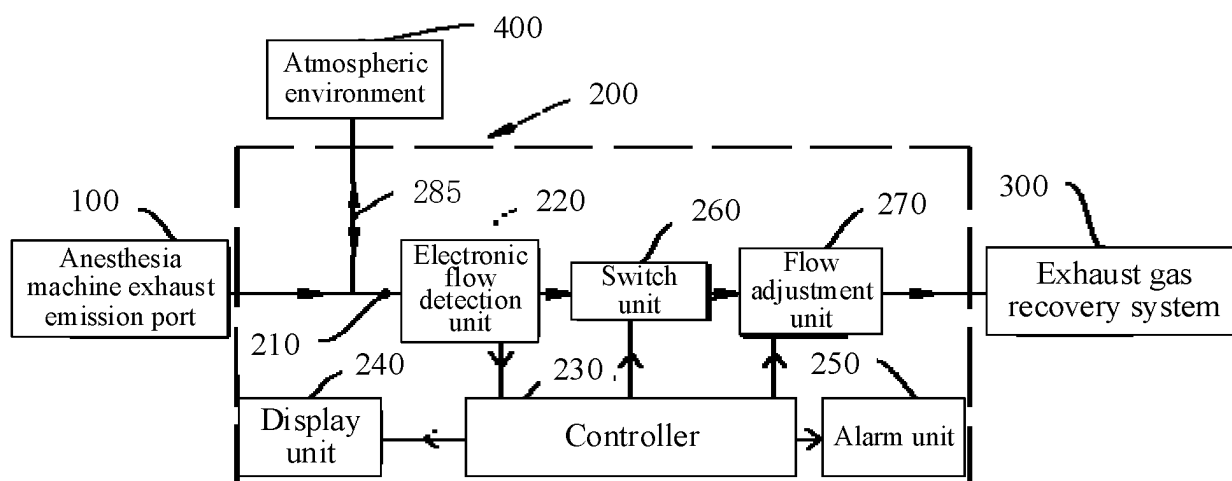 400
Atmospheric
environment
200
100
285
220
260
270
300
Anesthesia
machine exhaust
emission port
Electronic
flow
detection
unit
Switch
unit
Flow
adjustment
unit
Exhaust gas
recovery system
210
240
230
250
Display
unit
Controller
Alarm unit